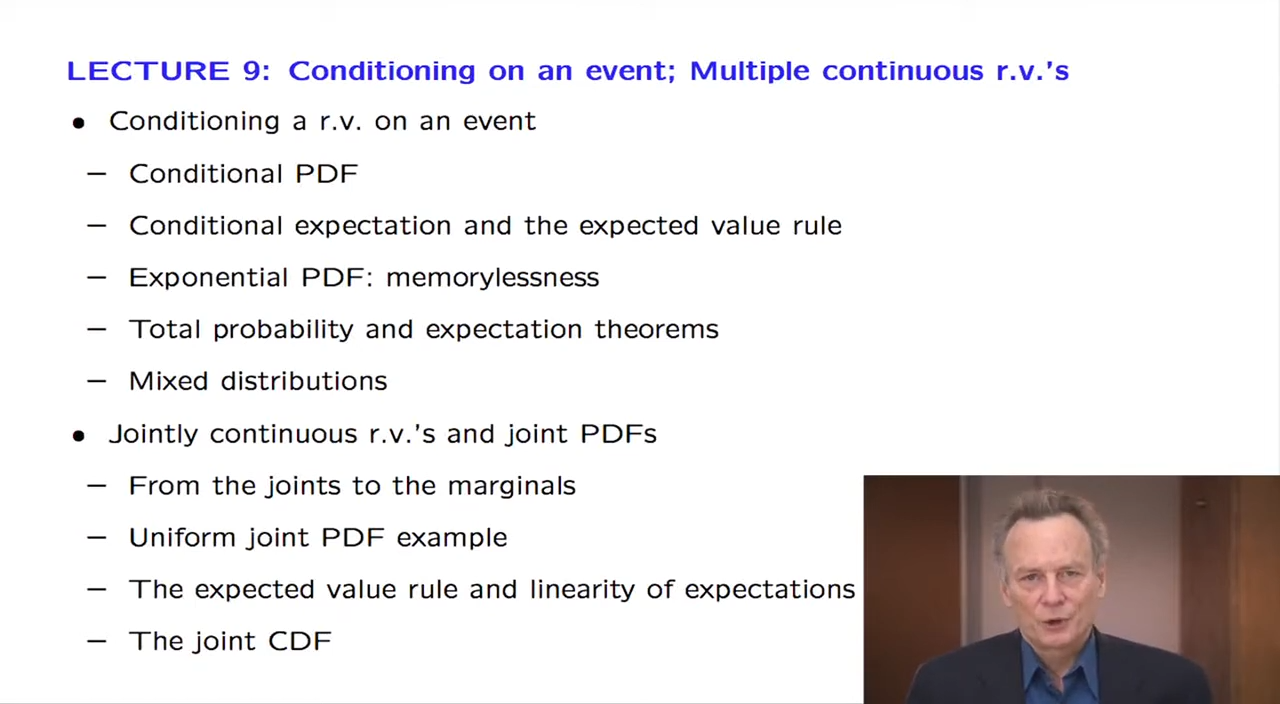 LECTURE 9: Conditioning on an event; Multiple continuous r.v.'s
• Conditioning a r.v. on an event
– Conditional PDF
– Conditional expectation and the expected value rule
– Exponential PDF: memorylessness
– Total probability and expectation theorems
– Mixed distributions
• Jointly continuous r.v.'s and joint PDFs
– From the joints to the marginals
– Uniform joint PDF example
– The expected value rule and linearity of expectations
– The joint CDF